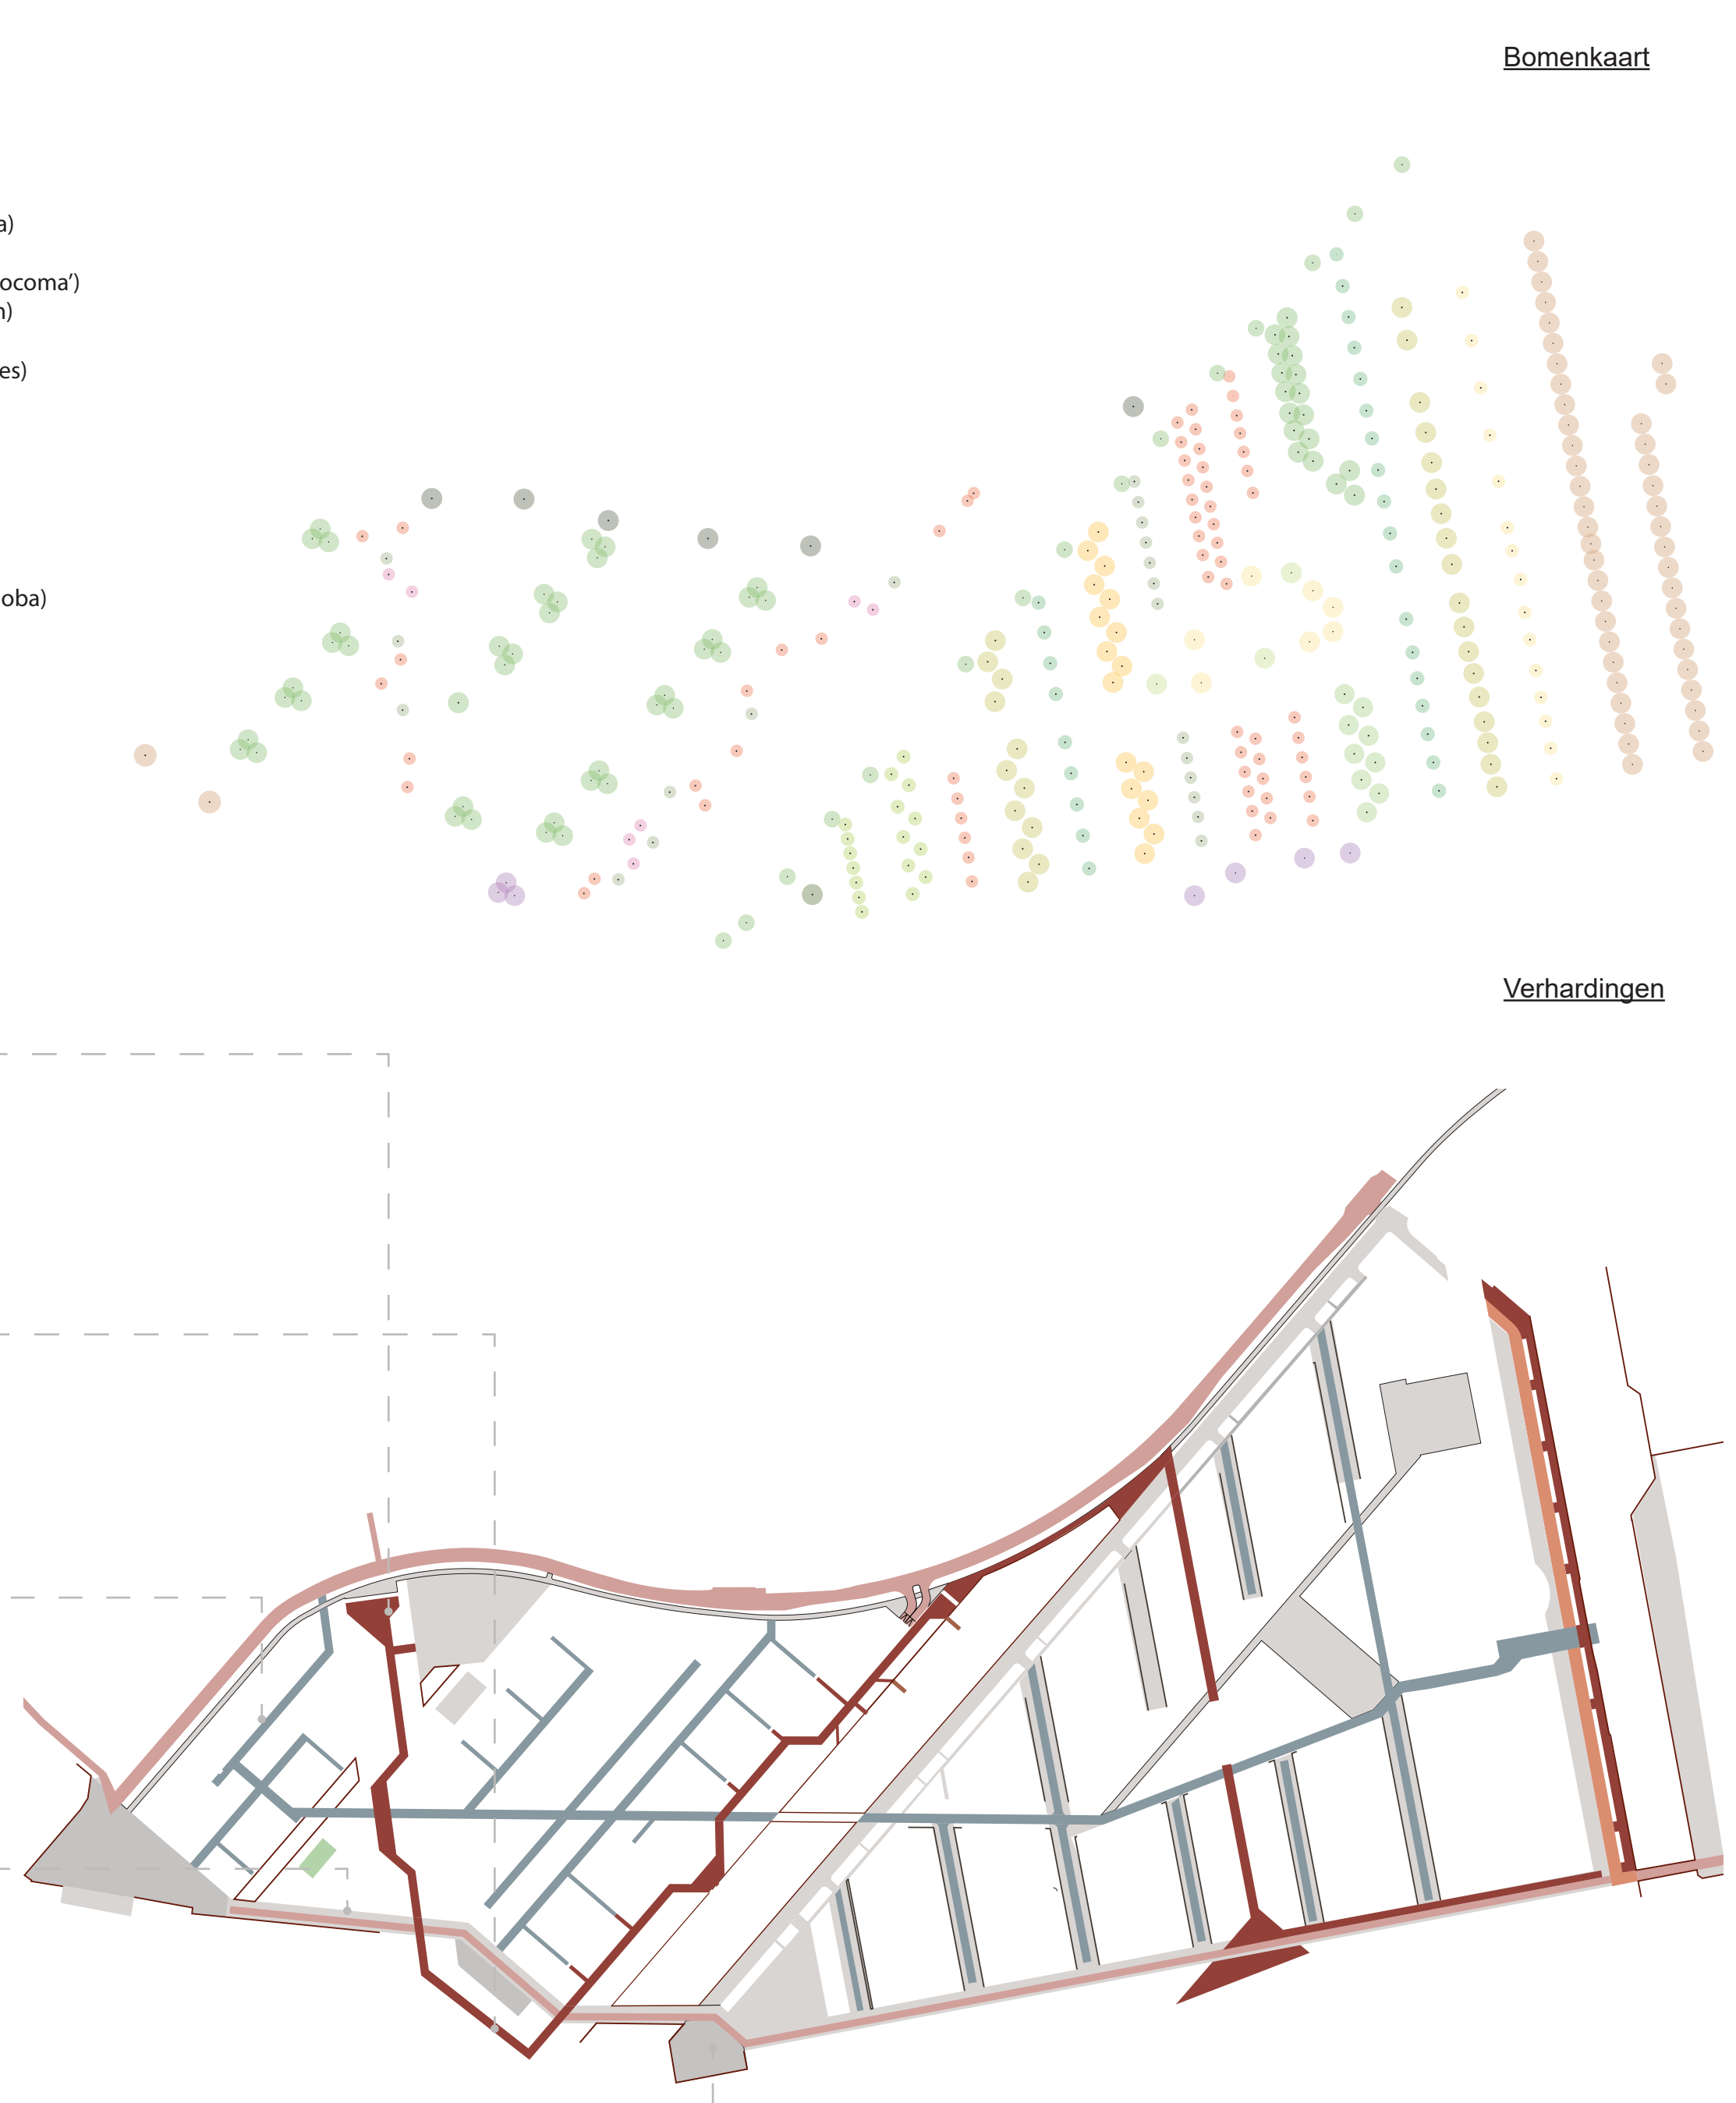 Bomenkaart
a)
ocoma’)
n)
es)
oba)
Verhardingen